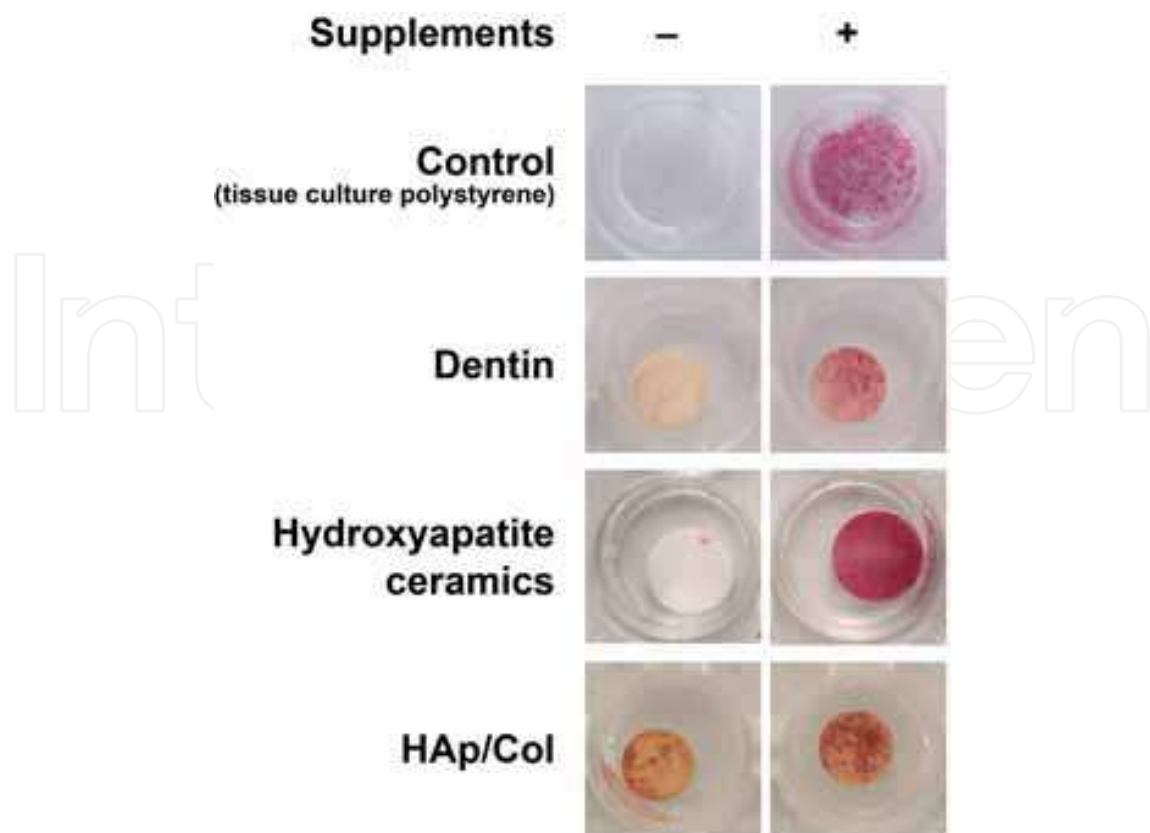 Supplements − +
Control
(tissue culture polystyrene)
Dentin
Hydroxyapatite
ceramics
HAp/Col